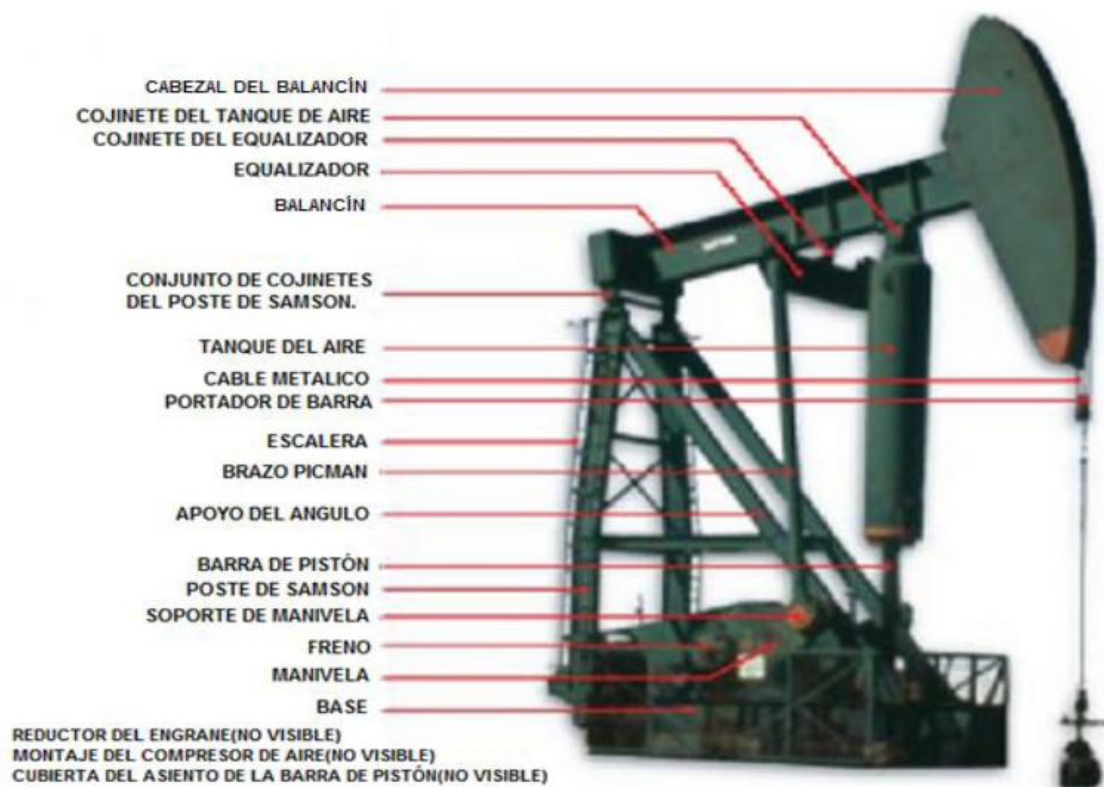 CABEZAL DEL BALANCÍN
COJINETE DEL TANQUE DE AIRE
COJINETE DEL EQUALIZADOR
EQUALIZADOR
BALANCÍN
CONJUNTO DE COJINETES
DEL POSTE DE SAMSON.
TANQUE DEL AIRE
CABLE METALICO
PORTADOR DE BARRA
ESCALERA
BRAZO PICMAN
APOYO DEL ANGULO
BARRA DE PISTÓN
POSTE DE SAMSON
SOPORTE DE MANIVELA
FRENO
MANIVELA
BASE
REDUCTOR DEL ENGRANE(NO VISIBLE)
MONTAJE DEL COMPRESOR DE AIRE(NO VISIBLE)
CUBIERTA DEL ASIENTO DE LA BARRA DE PISTÓN(NO VISIBLE)